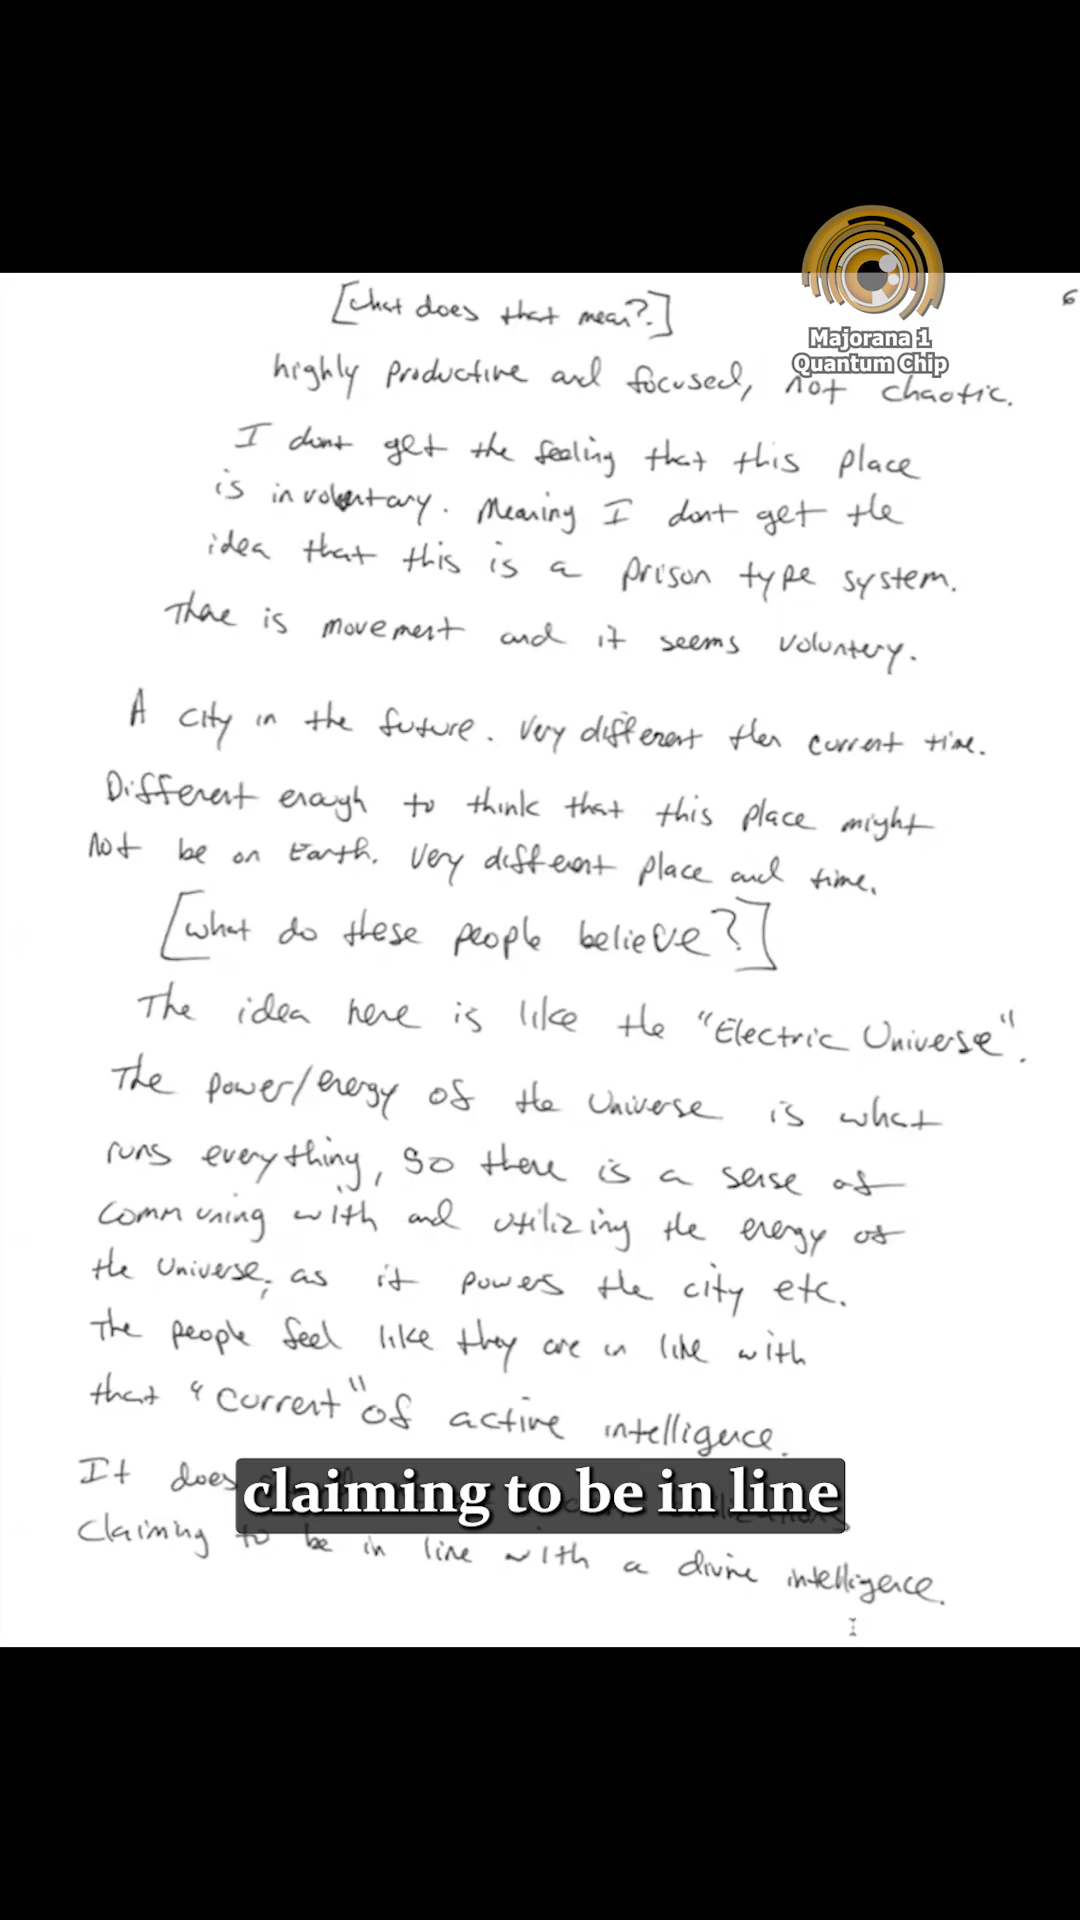 [what does that mean?]
6
Majorana 1
Quantum Chip
highly productive and focused, not chaotic.
I dont get the feeling that this place
is involuntary. Meaning I dont get the
idea that this is a prison type system.
There is movement and it seems voluntery.
A city in the future. Very different then current time.
Different enough to think that this place might
not be on Earth. Very different place and time.
[what do these people believe?]
The idea here is like the "Electric Universe".
The power/energy of the Universe is what
runs everything, so there is a sense of
communing with and utilizing the energy of
the Universe, as it powers the city etc.
The people feel like they are in line with
that "current" of active intelligence.
It does
claiming to be in line
claiming to be in line with a divine intelligence.